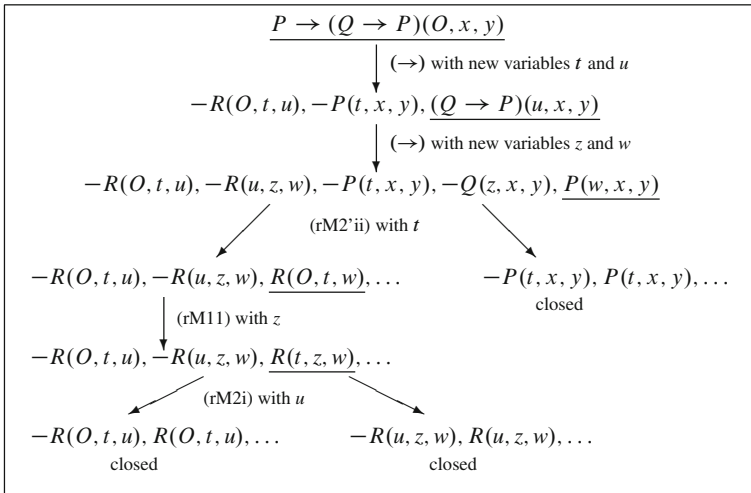 P → (Q → P)(O, x, y)
(→) with new variables t and u
−R(O, t, u), −P(t, x, y), (Q → P)(u, x, y)
(→) with new variables z and w
−R(O, t, u), −R(u, z, w), −P(t, x, y), −Q(z, x, y), P(w, x, y)
(rM2'ii) with t
−R(O, t, u), −R(u, z, w), R(O, t, w), . . .
−P(t, x, y), P(t, x, y), . . .
closed
(rM11) with z
−R(O, t, u), −R(u, z, w), R(t, z, w), . . .
(rM2i) with u
−R(O, t, u), R(O, t, u), . . .
−R(u, z, w), R(u, z, w), . . .
closed
closed